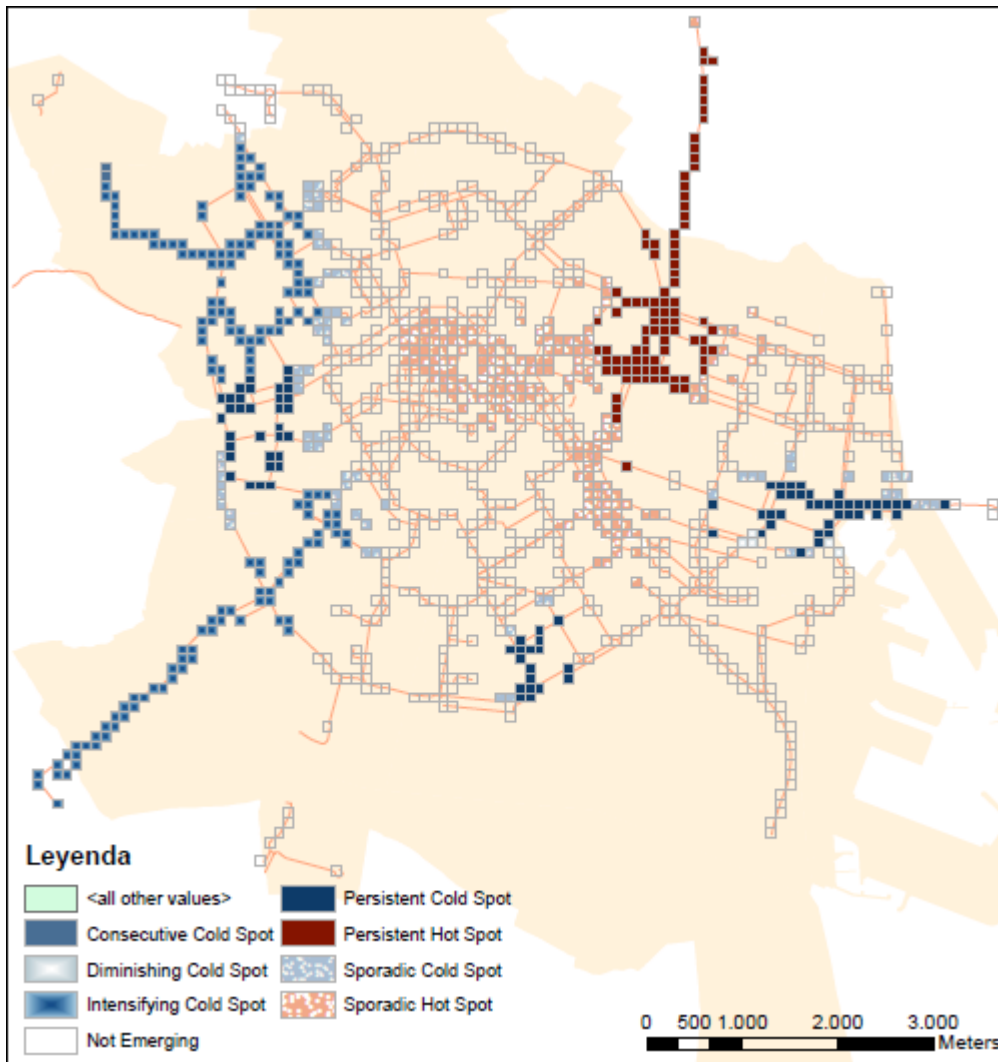 Leyenda
<all other values>
Consecutive Cold Spot
Diminishing Cold Spot
Intensifying Cold Spot
Not Emerging
Persistent Cold Spot
Persistent Hot Spot
Sporadic Cold Spot
Sporadic Hot Spot
0 500 1.000 2.000 3.000
Meters